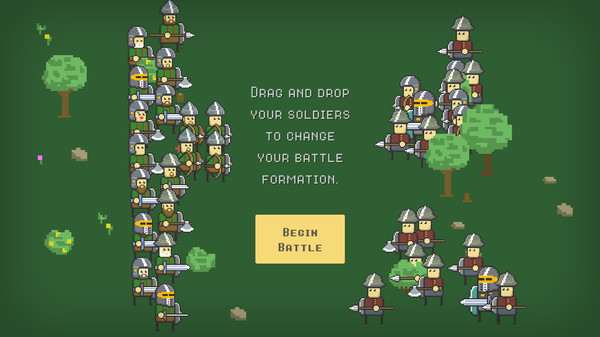 Drag and drop
your soldiers
to change
your battle
formation.
Begin
Battle